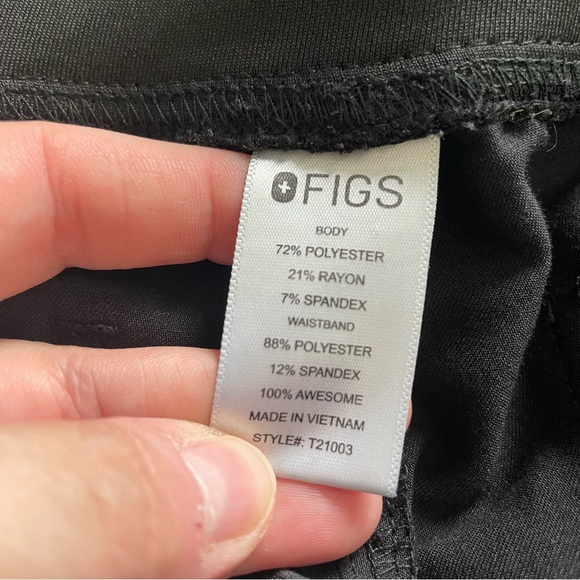 FIGS
BODY
72% POLYESTER
21% RAYON
7% SPANDEX
WAISTBAND
88% POLYESTER
12% SPANDEX
100% AWESOME
MADE IN VIETNAM
STYLE#: T21003